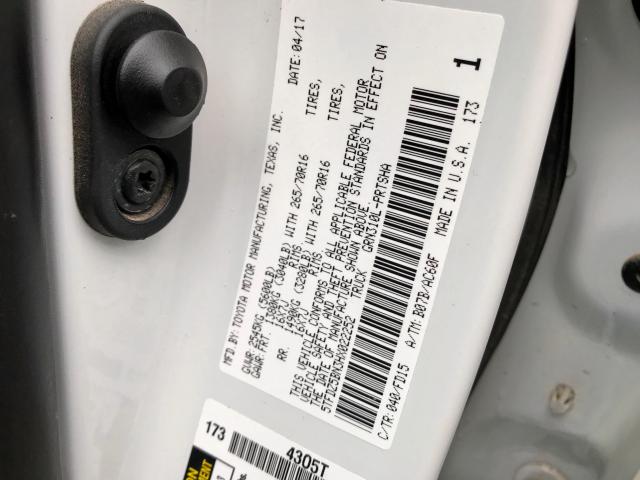 MFD. BY: TOYOTA MOTOR MANUFACTURING, TEXAS, INC. DATE: 04/17
GVWR: 2545KG (5600LB)
GAWR: FRT. 1380KG (3040LB) WITH 265/70R16 TIRES,
16X7J RIMS
RR. 1490KG (3280LB) WITH 265/70R16 TIRES,
16X7J RIMS
THIS VEHICLE CONFORMS TO ALL APPLICABLE FEDERAL MOTOR
VEHICLE SAFETY AND THEFT PREVENTION STANDARDS IN EFFECT ON
THE DATE OF MANUFACTURE SHOWN ABOVE.
5TFDZ5BN3HX022252 TRUCK GRN310L-PRTSHA
C/TR: 040/FD15 A/TM: B07B/AC60F
MADE IN U.S.A. 173 1
173
4305T